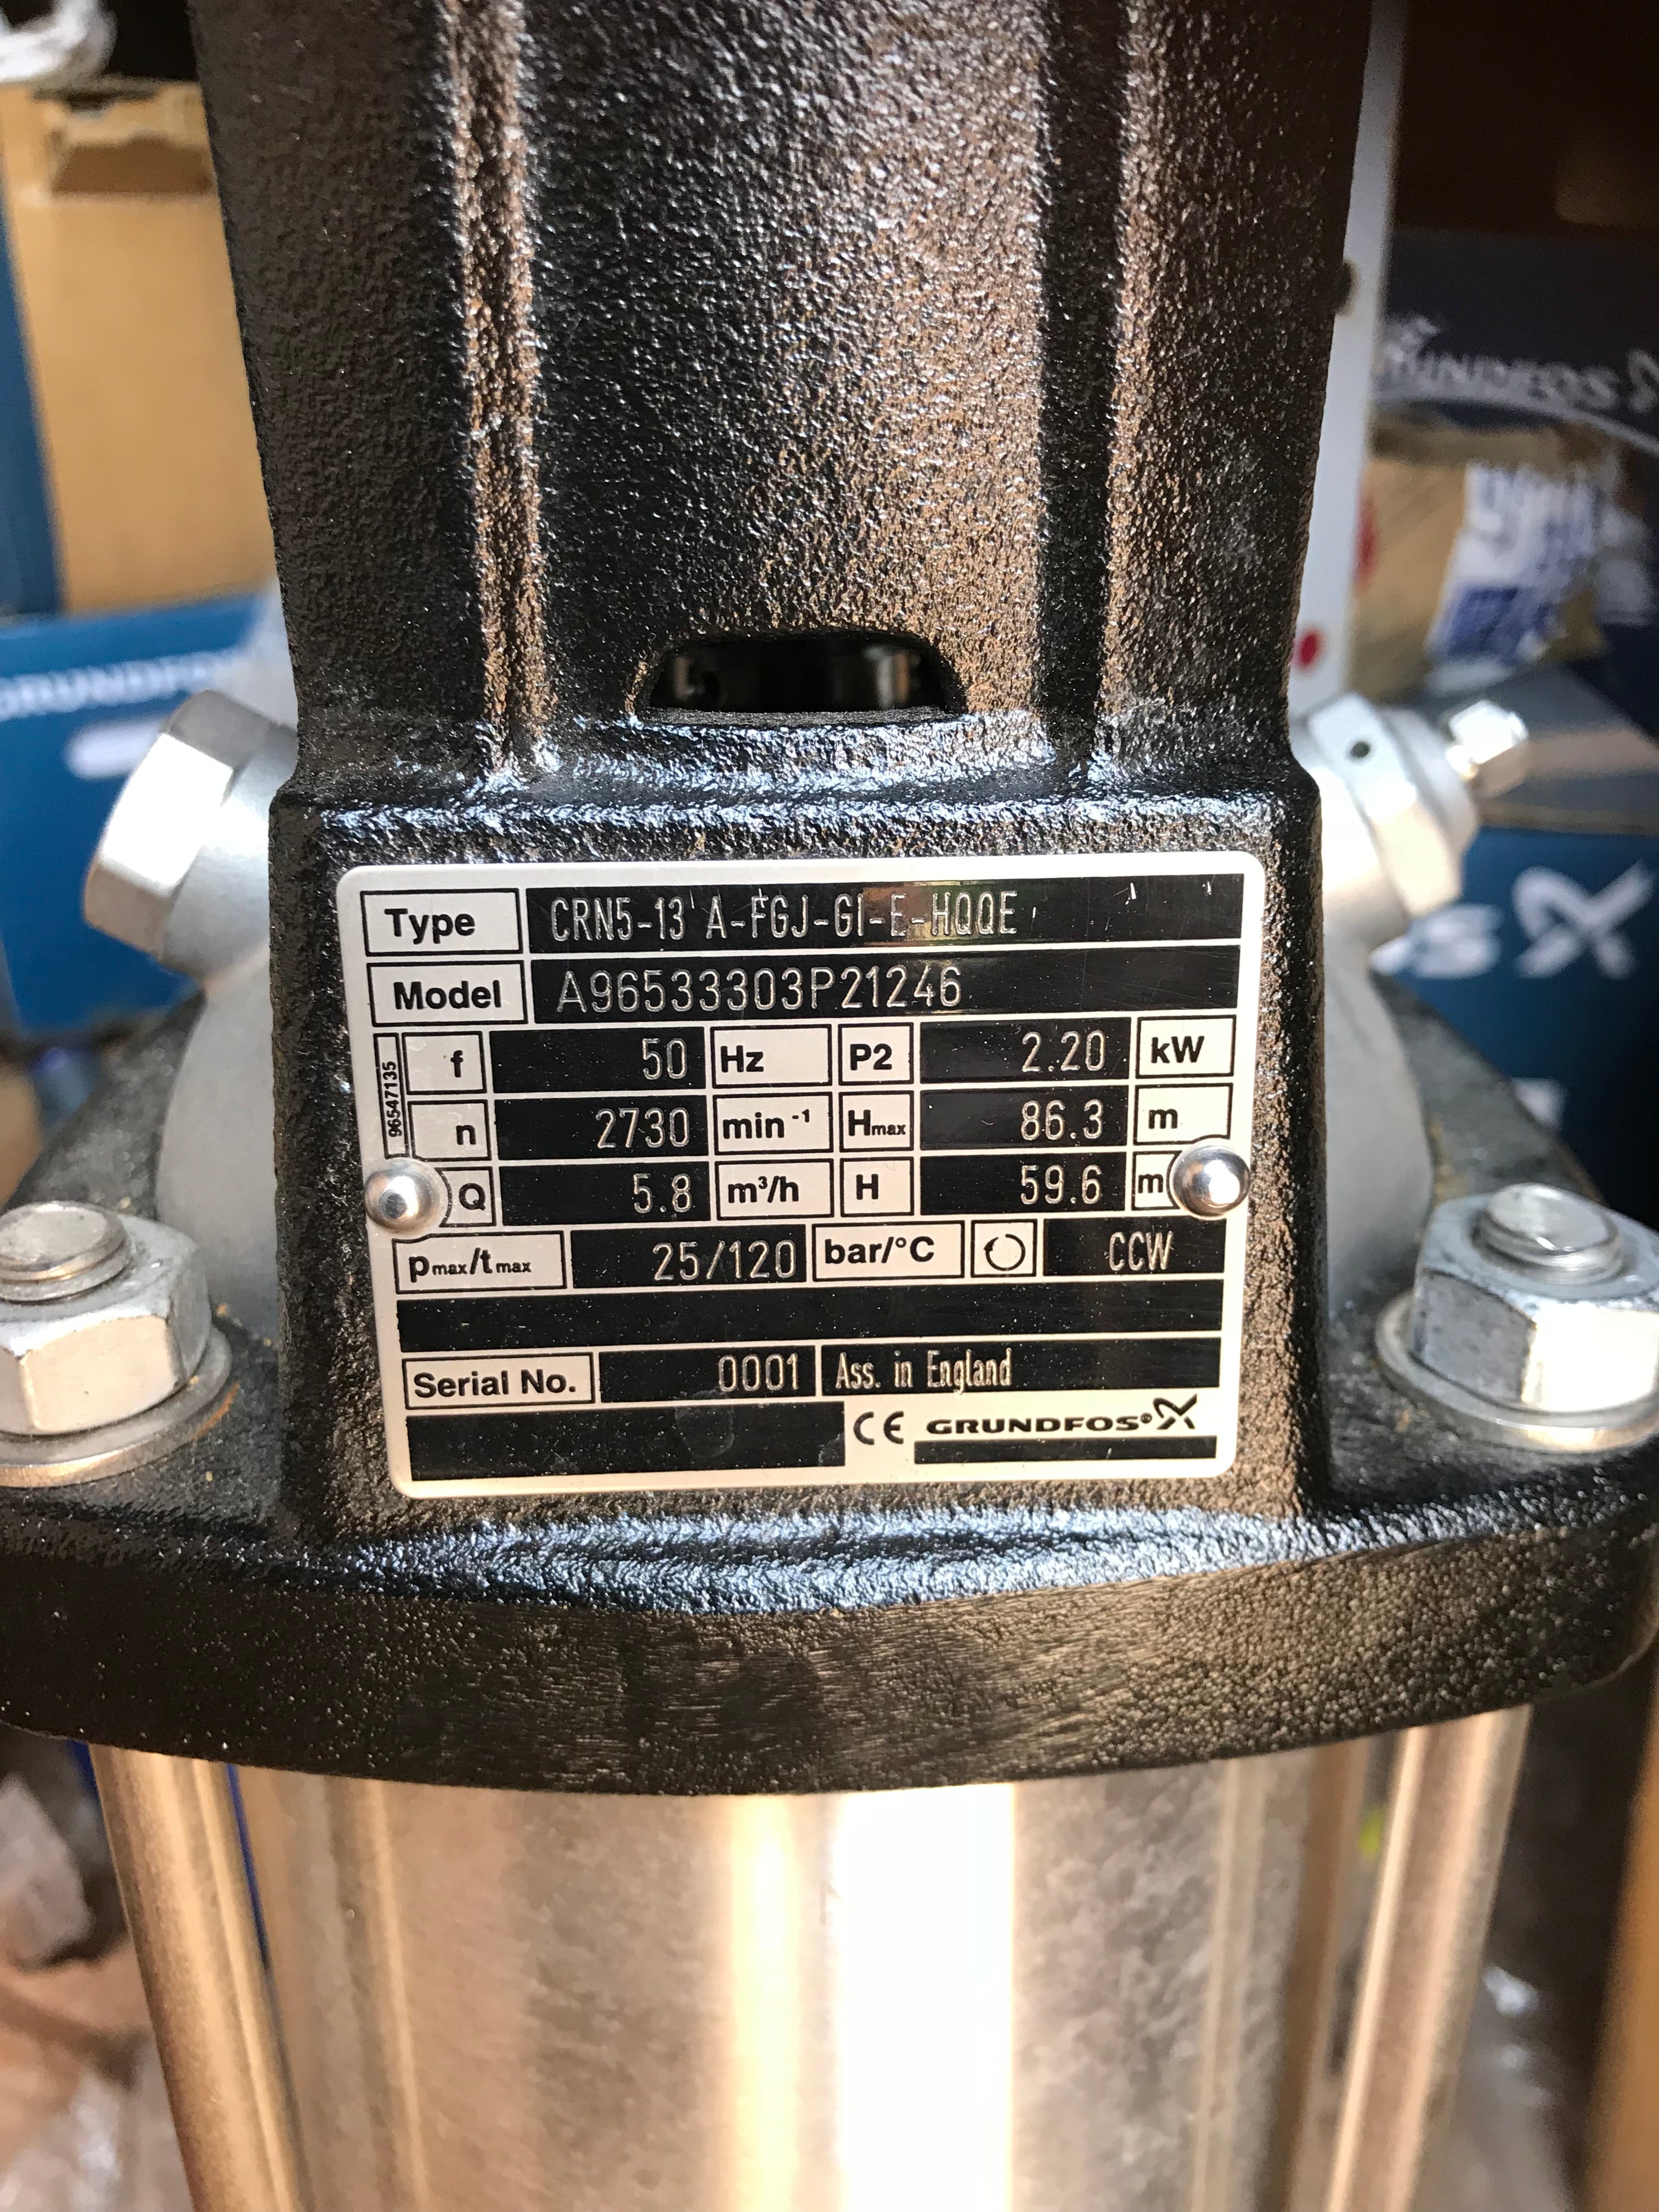 GRUNDFOS
Type CRN5-13 A-FGJ-GI-E-HQQE
Model A96533303P21246
96547135
f 50 Hz P2 2.20 kW
n 2730 min⁻¹ Hmax 86.3 m
Q 5.8 m³/h H 59.6 m
pmax/tmax 25/120 bar/°C CCW
Serial No. 0001 Ass. in England
CE GRUNDFOS®